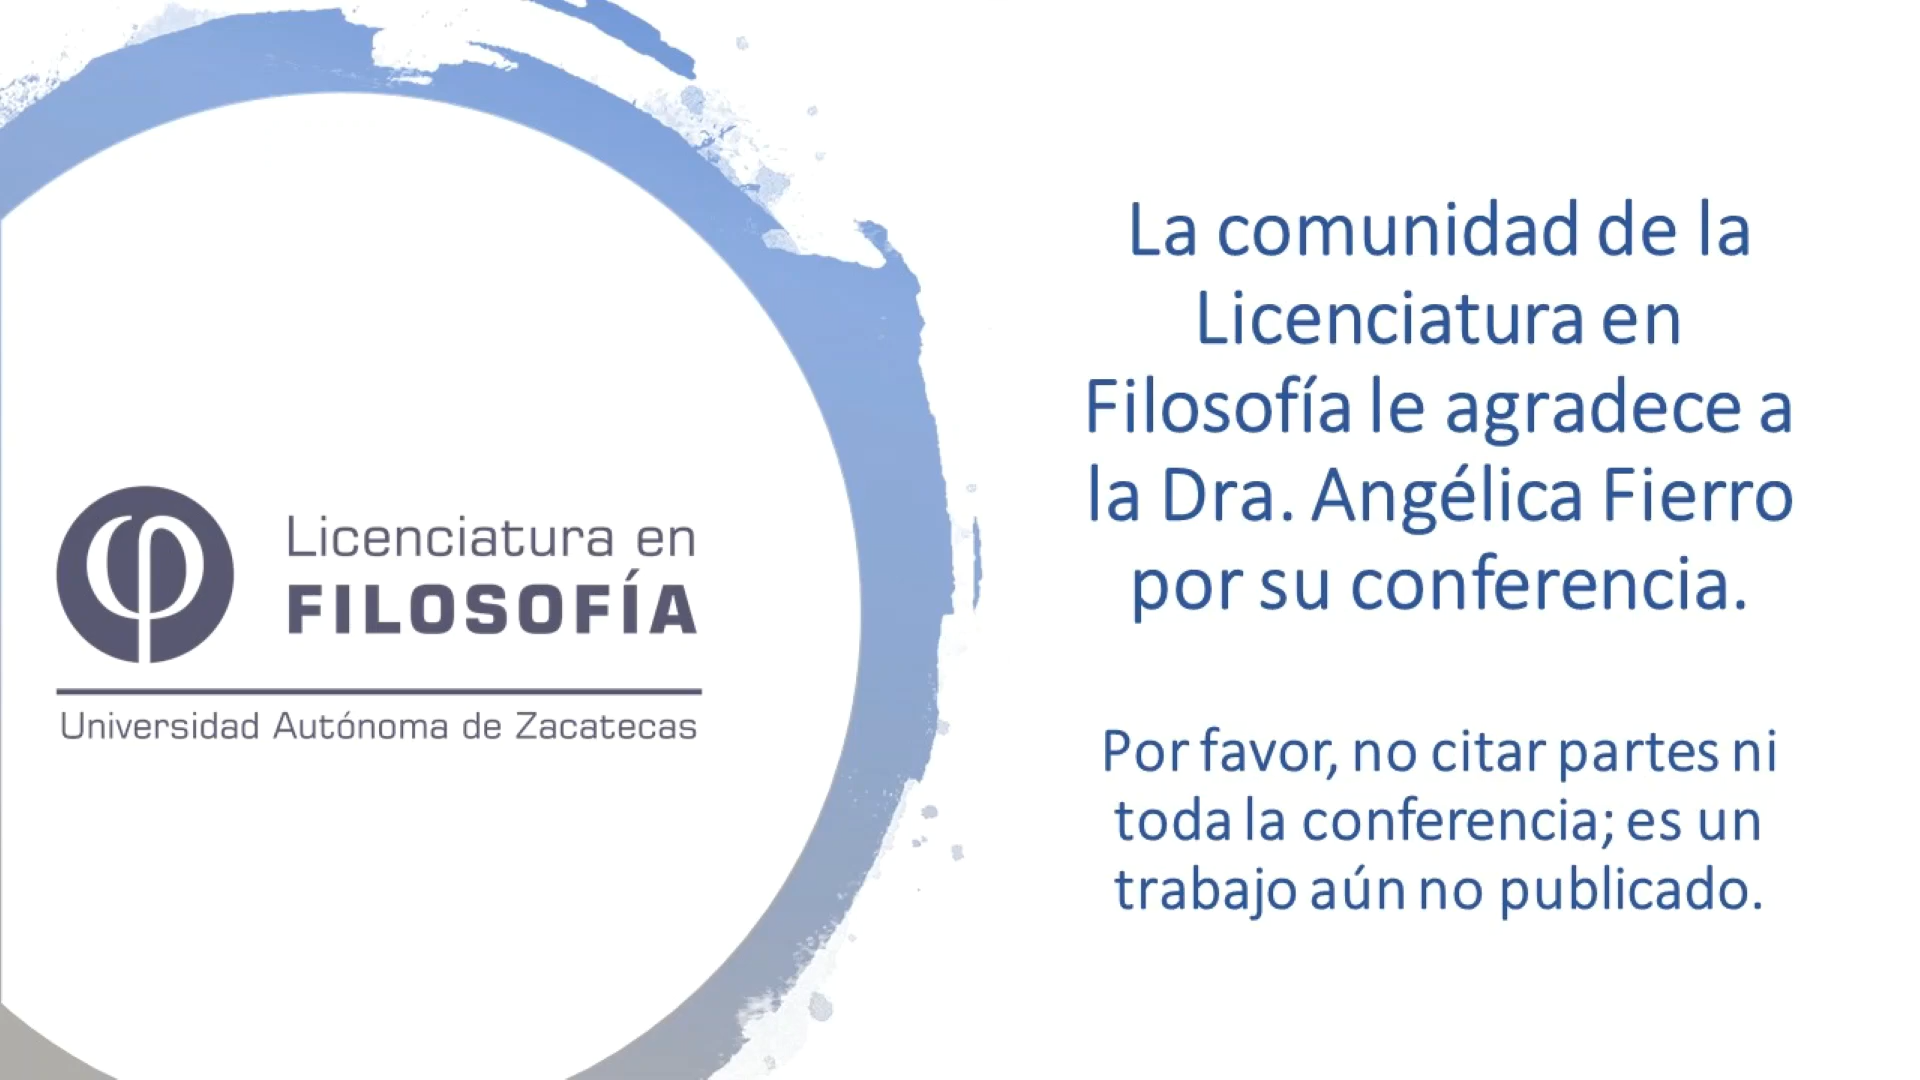 Licenciatura en
FILOSOFÍA
Universidad Autónoma de Zacatecas
La comunidad de la
Licenciatura en
Filosofía le agradece a
la Dra. Angélica Fierro
por su conferencia.
Por favor, no citar partes ni
toda la conferencia; es un
trabajo aún no publicado.